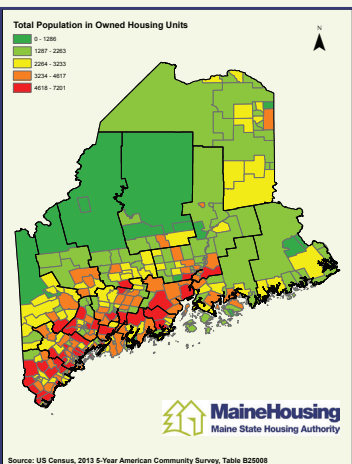 Total Population in Owned Housing Units
0 - 1286
1287 - 2263
2264 - 3233
3234 - 4617
4618 - 7201
N
MaineHousing
Maine State Housing Authority
Source: US Census, 2013 5-Year American Community Survey, Table B25008